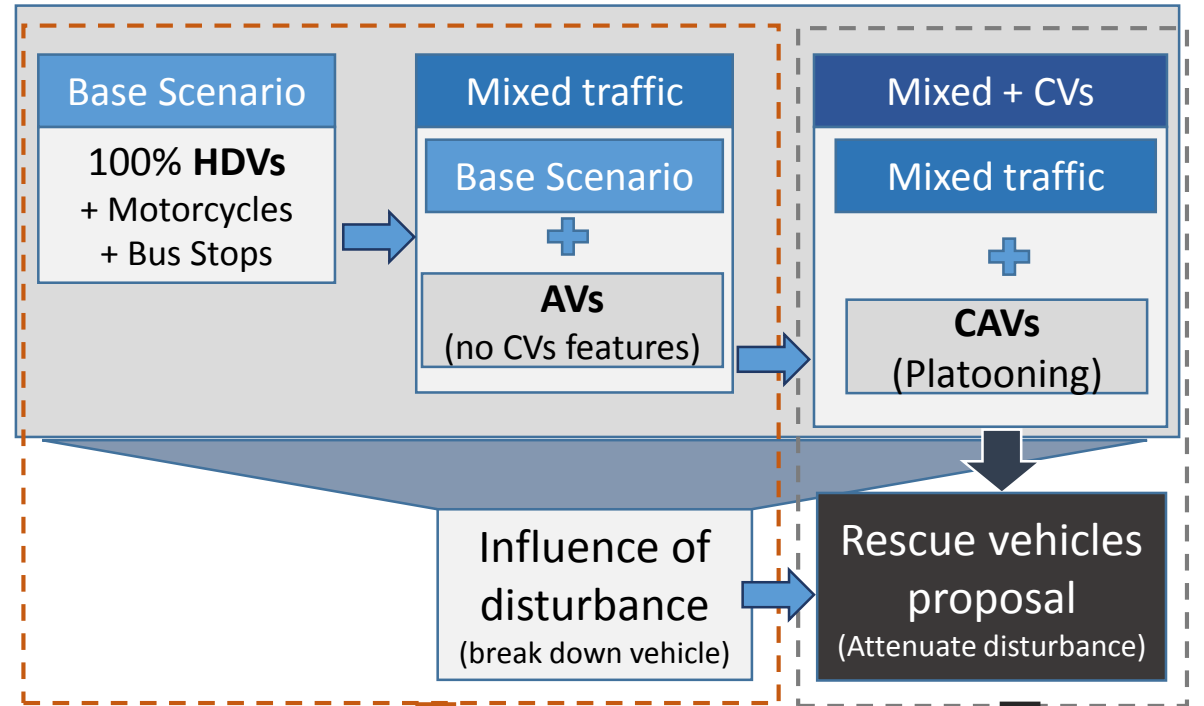 Base Scenario
100% HDVs
+ Motorcycles
+ Bus Stops
Mixed traffic
Base Scenario
AVs
(no CVs features)
Mixed + CVs
Mixed traffic
CAVs
(Platooning)
Influence of
disturbance
(break down vehicle)
Rescue vehicles
proposal
(Attenuate disturbance)